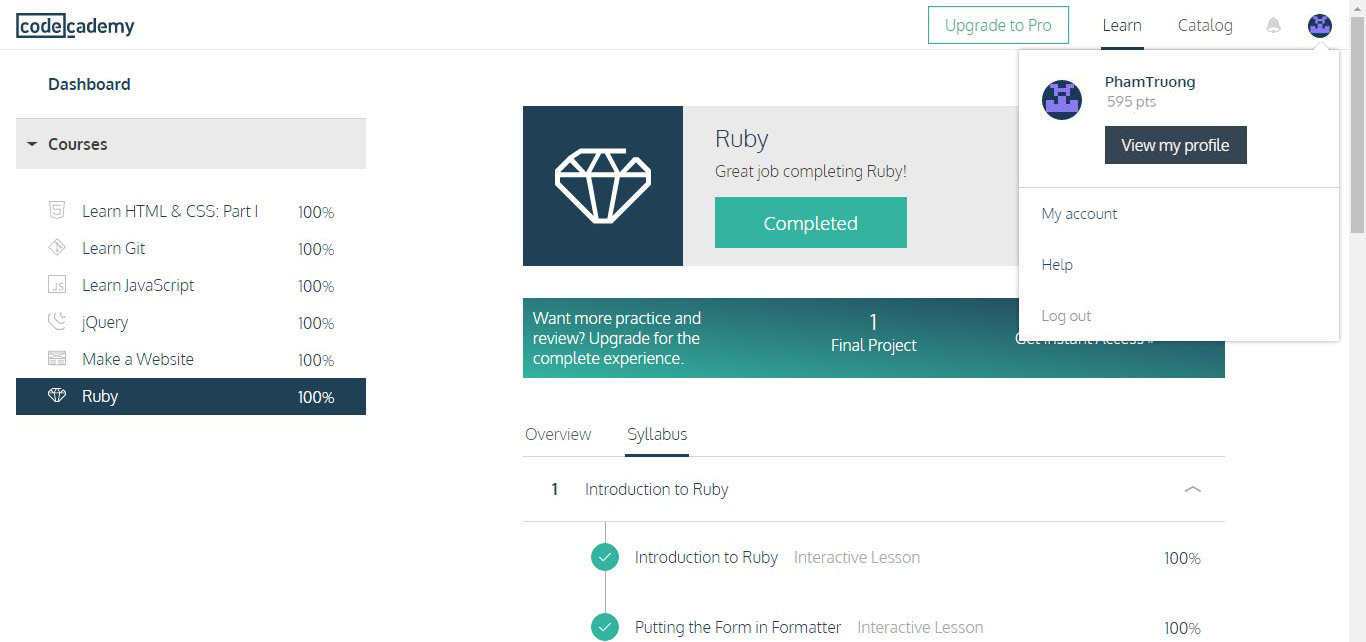 codecademy
Upgrade to Pro
Learn
Catalog
Dashboard
Courses
Learn HTML & CSS: Part I 100%
Learn Git 100%
JS Learn JavaScript 100%
jQuery 100%
Make a Website 100%
Ruby 100%
Ruby
Great job completing Ruby!
Completed
PhamTruong
595 pts
View my profile
My account
Help
Log out
Want more practice and
review? Upgrade for the
complete experience.
1
Final Project
Get Instant Access »
Overview
Syllabus
1 Introduction to Ruby
Introduction to Ruby Interactive Lesson 100%
Putting the Form in Formatter Interactive Lesson 100%